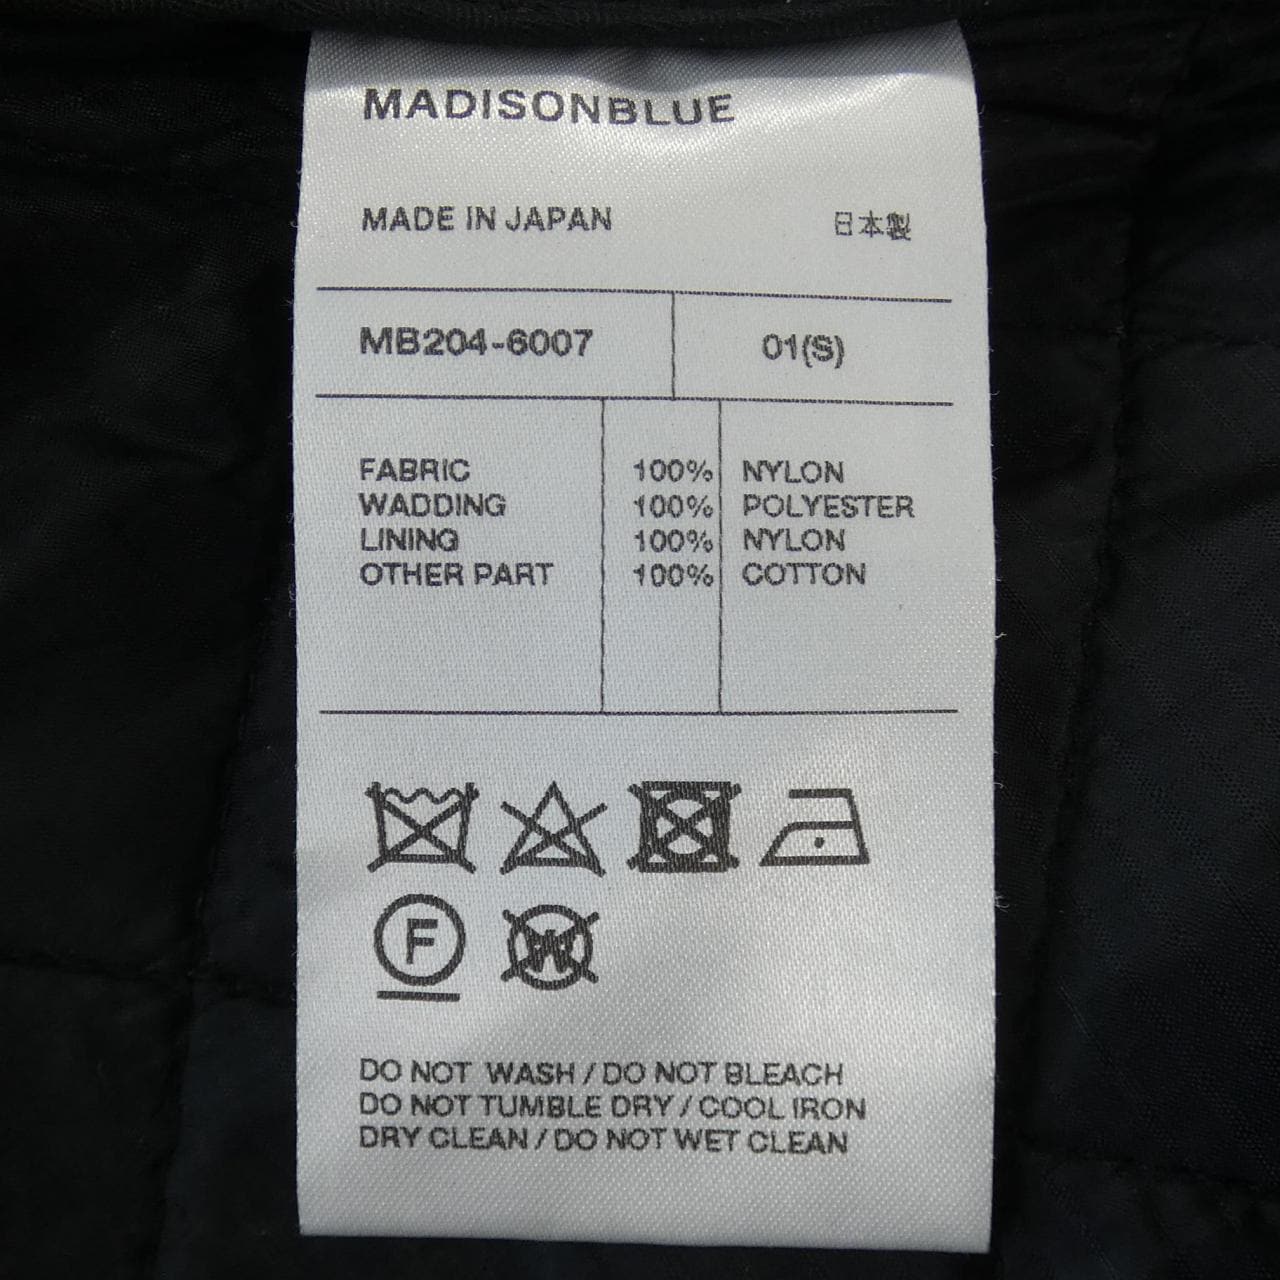 MADISONBLUE
MADE IN JAPAN 日本製
MB204-6007 01(S)
FABRIC 100% NYLON
WADDING 100% POLYESTER
LINING 100% NYLON
OTHER PART 100% COTTON
F W
DO NOT WASH / DO NOT BLEACH
DO NOT TUMBLE DRY / COOL IRON
DRY CLEAN / DO NOT WET CLEAN